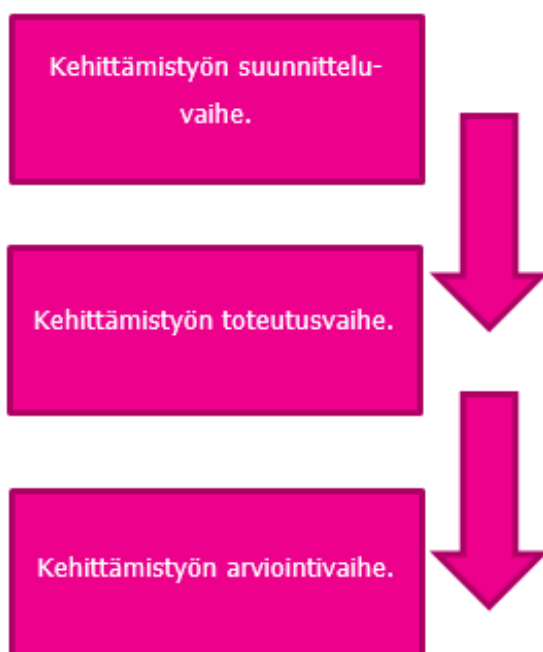 Kehittämistyön suunnittelu-
vaihe.
Kehittämistyön toteutusvaihe.
Kehittämistyön arviointivaihe.